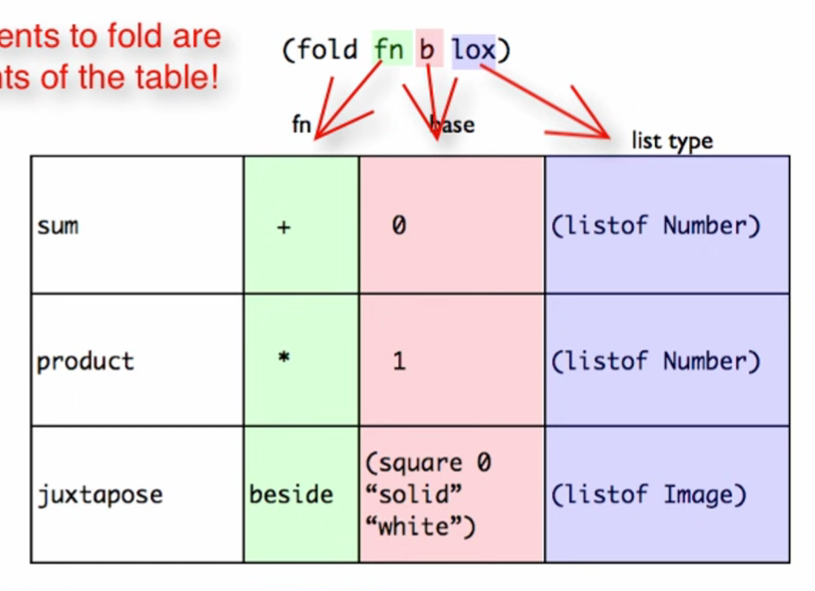 ents to fold are
ts of the table!
(fold fn b lox)
fn
base
list type
sum
+
0
(listof Number)
product
*
1
(listof Number)
juxtapose
beside
(square 0
“solid”
“white”)
(listof Image)